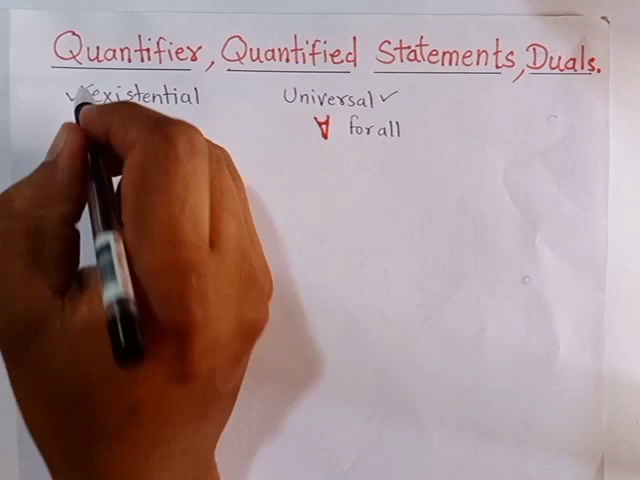 Quantifier, Quantified Statements, Duals.
✓ existential Universal ✓
∀ for all